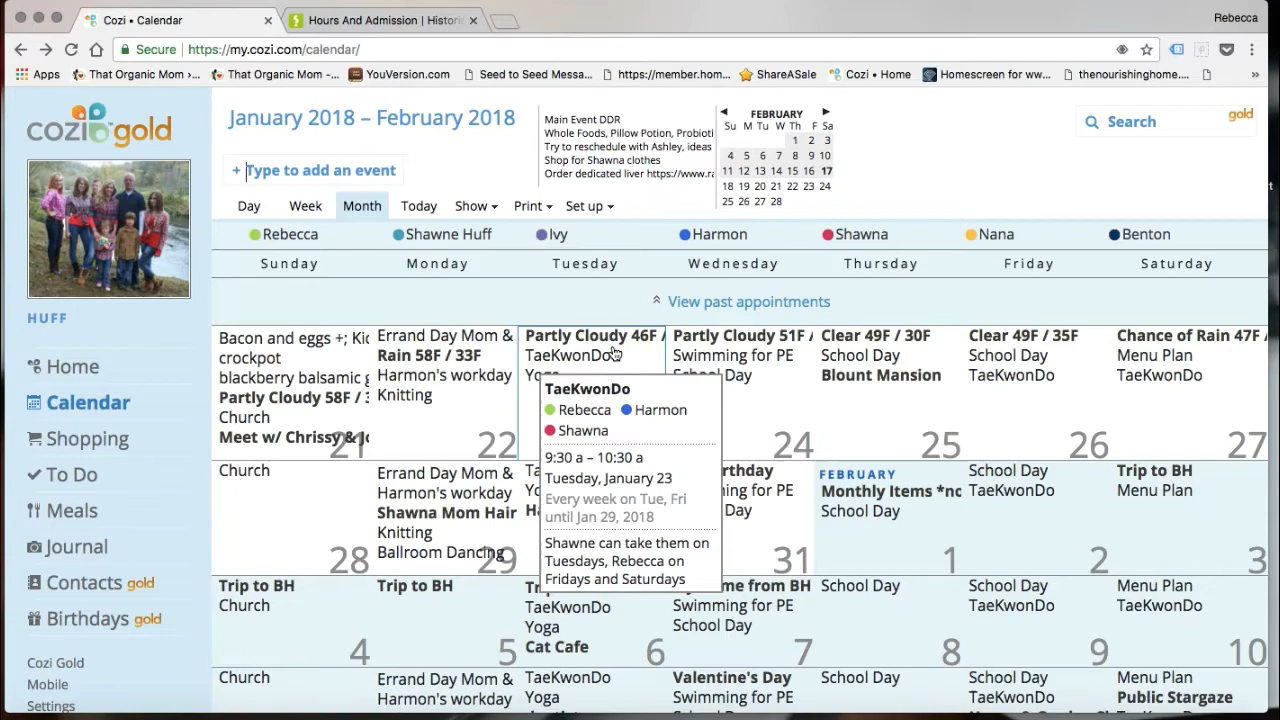 Cozi • Calendar
Hours And Admission | Histori
Rebecca
Secure
https://my.cozi.com/calendar/
Apps
That Organic Mom ›...
That Organic Mom -...
YouVersion.com
Seed to Seed Messa...
https://member.hom...
ShareASale
Cozi • Home
Homescreen for ww...
thenourishinghome....
»
cozi gold
HUFF
Home
Calendar
Shopping
To Do
Meals
Journal
Contacts gold
Birthdays gold
Cozi Gold
Mobile
Settings
January 2018 – February 2018
+ Type to add an event
Main Event DDR
Whole Foods, Pillow Potion, Probioti
Try to reschedule with Ashley, ideas
Shop for Shawna clothes
Order dedicated liver https://www.ra
FEBRUARY
Su M Tu W Th F Sa
1 2 3
4 5 6 7 8 9 10
11 12 13 14 15 16 17
18 19 20 21 22 23 24
25 26 27 28
Search
gold
Day Week Month Today Show Print Set up
Rebecca Shawne Huff Ivy Harmon Shawna Nana Benton
Sunday Monday Tuesday Wednesday Thursday Friday Saturday
View past appointments
Bacon and eggs +; Kid
crockpot
blackberry balsamic g
Partly Cloudy 58F / 3
Church
Meet w/ Chrissy & Jo
21
Errand Day Mom &
Rain 58F / 33F
Harmon's workday
Knitting
22
Partly Cloudy 46F /
TaeKwonDo
Yoga
Partly Cloudy 51F /
Swimming for PE
School Day
24
Clear 49F / 30F
School Day
Blount Mansion
25
Clear 49F / 35F
School Day
TaeKwonDo
26
Chance of Rain 47F /
Menu Plan
TaeKwonDo
27
TaeKwonDo
Rebecca Harmon
Shawna
9:30 a – 10:30 a
Tuesday, January 23
Every week on Tue, Fri
until Jan 29, 2018
Shawne can take them on
Tuesdays, Rebecca on
Fridays and Saturdays
Church
28
Errand Day Mom &
Harmon's workday
Shawna Mom Hair
Knitting
Ballroom Dancing
29
31
FEBRUARY
Monthly Items *no
School Day
1
School Day
TaeKwonDo
2
Trip to BH
Menu Plan
3
Trip to BH
Church
4
Trip to BH
5
TaeKwonDo
Yoga
Cat Cafe
6
me from BH
Swimming for PE
School Day
7
School Day
8
School Day
TaeKwonDo
9
Menu Plan
TaeKwonDo
10
Church
Errand Day Mom &
Harmon's workday
TaeKwonDo
Yoga
Valentine's Day
Swimming for PE
School Day
School Day
TaeKwonDo
Menu Plan
Public Stargaze